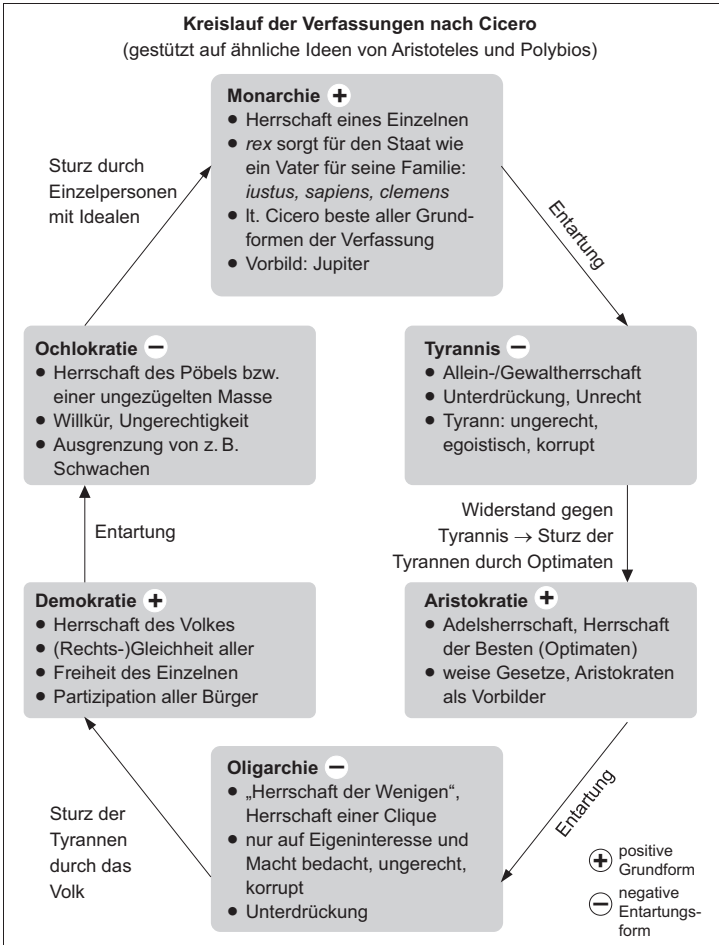 Kreislauf der Verfassungen nach Cicero
(gestützt auf ähnliche Ideen von Aristoteles und Polybios)
Monarchie +
● Herrschaft eines Einzelnen
● rex sorgt für den Staat wie
ein Vater für seine Familie:
iustus, sapiens, clemens
● lt. Cicero beste aller Grund-
formen der Verfassung
● Vorbild: Jupiter
Entartung
Tyrannis −
● Allein-/Gewaltherrschaft
● Unterdrückung, Unrecht
● Tyrann: ungerecht,
egoistisch, korrupt
Widerstand gegen
Tyrannis → Sturz der
Tyrannen durch Optimaten
Aristokratie +
● Adelsherrschaft, Herrschaft
der Besten (Optimaten)
● weise Gesetze, Aristokraten
als Vorbilder
Entartung
Oligarchie −
● „Herrschaft der Wenigen“,
Herrschaft einer Clique
● nur auf Eigeninteresse und
Macht bedacht, ungerecht,
korrupt
● Unterdrückung
Sturz der
Tyrannen
durch das
Volk
Demokratie +
● Herrschaft des Volkes
● (Rechts-)Gleichheit aller
● Freiheit des Einzelnen
● Partizipation aller Bürger
Entartung
Ochlokratie −
● Herrschaft des Pöbels bzw.
einer ungezügelten Masse
● Willkür, Ungerechtigkeit
● Ausgrenzung von z. B.
Schwachen
Sturz durch
Einzelpersonen
mit Idealen
+ positive
Grundform
− negative
Entartungs-
form